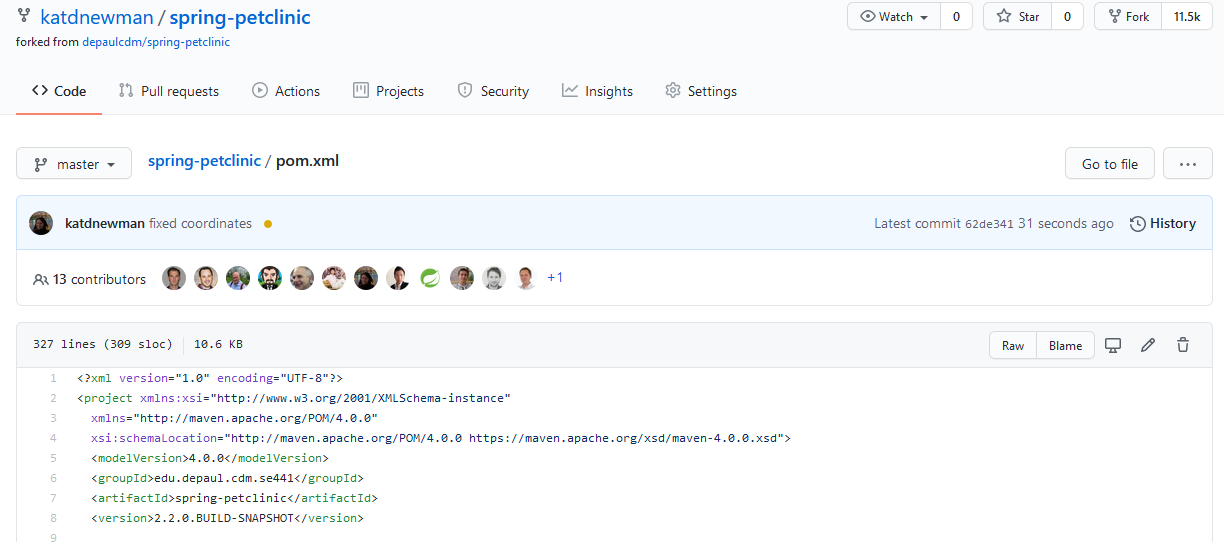 katdnewman / spring-petclinic
Watch 0 Star 0 Fork 11.5k
forked from depaulcdm/spring-petclinic
Code Pull requests Actions Projects Security Insights Settings
master spring-petclinic / pom.xml Go to file ...
katdnewman fixed coordinates Latest commit 62de341 31 seconds ago History
13 contributors +1
327 lines (309 sloc) 10.6 KB Raw Blame
1 <?xml version="1.0" encoding="UTF-8"?>
2 <project xmlns:xsi="http://www.w3.org/2001/XMLSchema-instance"
3 xmlns="http://maven.apache.org/POM/4.0.0"
4 xsi:schemaLocation="http://maven.apache.org/POM/4.0.0 https://maven.apache.org/xsd/maven-4.0.0.xsd">
5 <modelVersion>4.0.0</modelVersion>
6 <groupId>edu.depaul.cdm.se441</groupId>
7 <artifactId>spring-petclinic</artifactId>
8 <version>2.2.0.BUILD-SNAPSHOT</version>
9